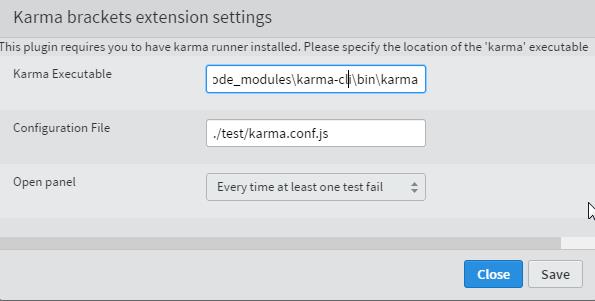 Karma brackets extension settings
This plugin requires you to have karma runner installed. Please specify the location of the 'karma' executable
Karma Executable
ode_modules\karma-cli\bin\karma
Configuration File
./test/karma.conf.js
Open panel
Every time at least one test fail
Close
Save